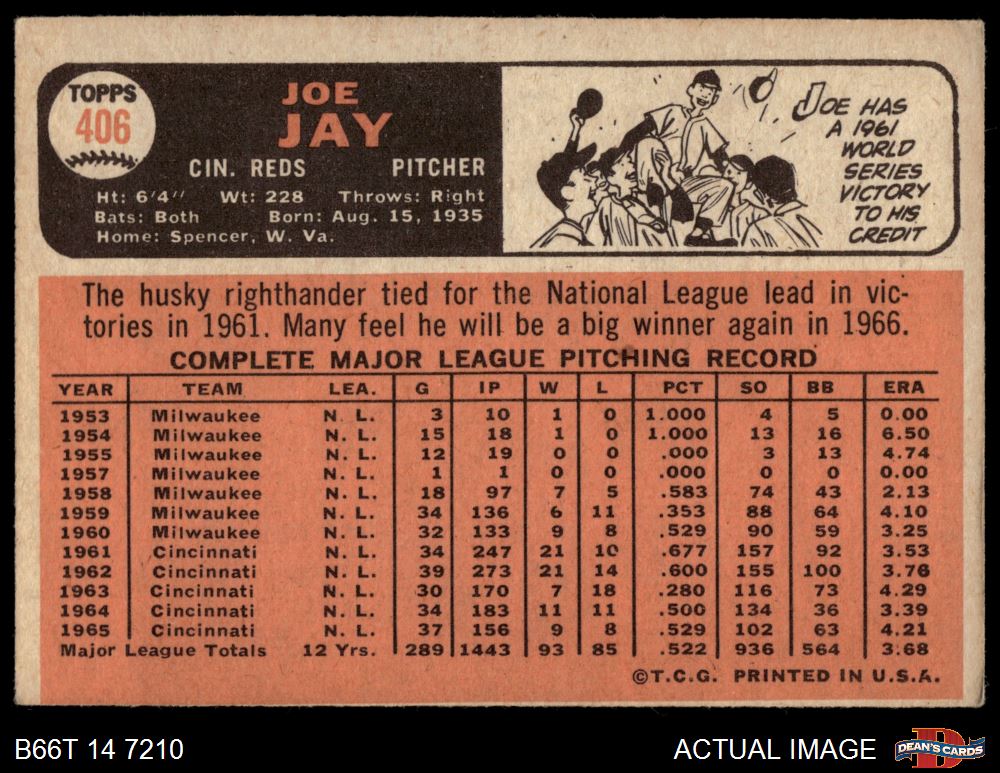 TOPPS
406
JOE
JAY
CIN. REDS PITCHER
Ht: 6'4" Wt: 228 Throws: Right
Bats: Both Born: Aug. 15, 1935
Home: Spencer, W. Va.
JOE HAS
A 1961
WORLD
SERIES
VICTORY
TO HIS
CREDIT
The husky righthander tied for the National League lead in vic-
tories in 1961. Many feel he will be a big winner again in 1966.
COMPLETE MAJOR LEAGUE PITCHING RECORD
YEAR TEAM LEA. G IP W L PCT SO BB ERA
1953 Milwaukee N. L. 3 10 1 0 1.000 4 5 0.00
1954 Milwaukee N. L. 15 18 1 0 1.000 13 16 6.50
1955 Milwaukee N. L. 12 19 0 0 .000 3 13 4.74
1957 Milwaukee N. L. 1 1 0 0 .000 0 0 0.00
1958 Milwaukee N. L. 18 97 7 5 .583 74 43 2.13
1959 Milwaukee N. L. 34 136 6 11 .353 88 64 4.10
1960 Milwaukee N. L. 32 133 9 8 .529 90 59 3.25
1961 Cincinnati N. L. 34 247 21 10 .677 157 92 3.53
1962 Cincinnati N. L. 39 273 21 14 .600 155 100 3.76
1963 Cincinnati N. L. 30 170 7 18 .280 116 73 4.29
1964 Cincinnati N. L. 34 183 11 11 .500 134 36 3.39
1965 Cincinnati N. L. 37 156 9 8 .529 102 63 4.21
Major League Totals 12 Yrs. 289 1443 93 85 .522 936 564 3.68
©T.C.G. PRINTED IN U.S.A.
B66T 14 7210 ACTUAL IMAGE DEAN'S CARDS